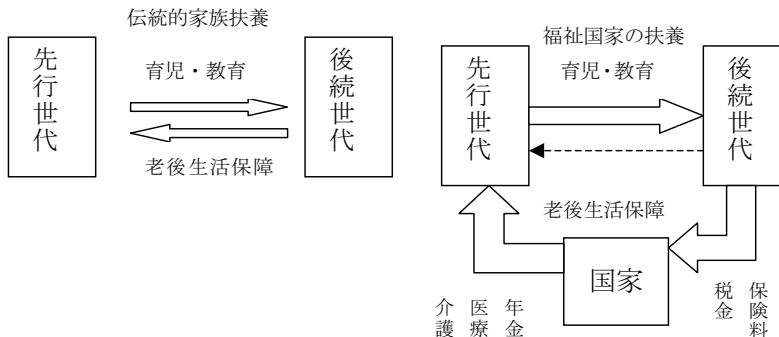 伝統的家族扶養
先行世代
育児・教育
後続世代
老後生活保障
福祉国家の扶養
先行世代
育児・教育
後続世代
老後生活保障
国家
介護
医療
年金
税金
保険料